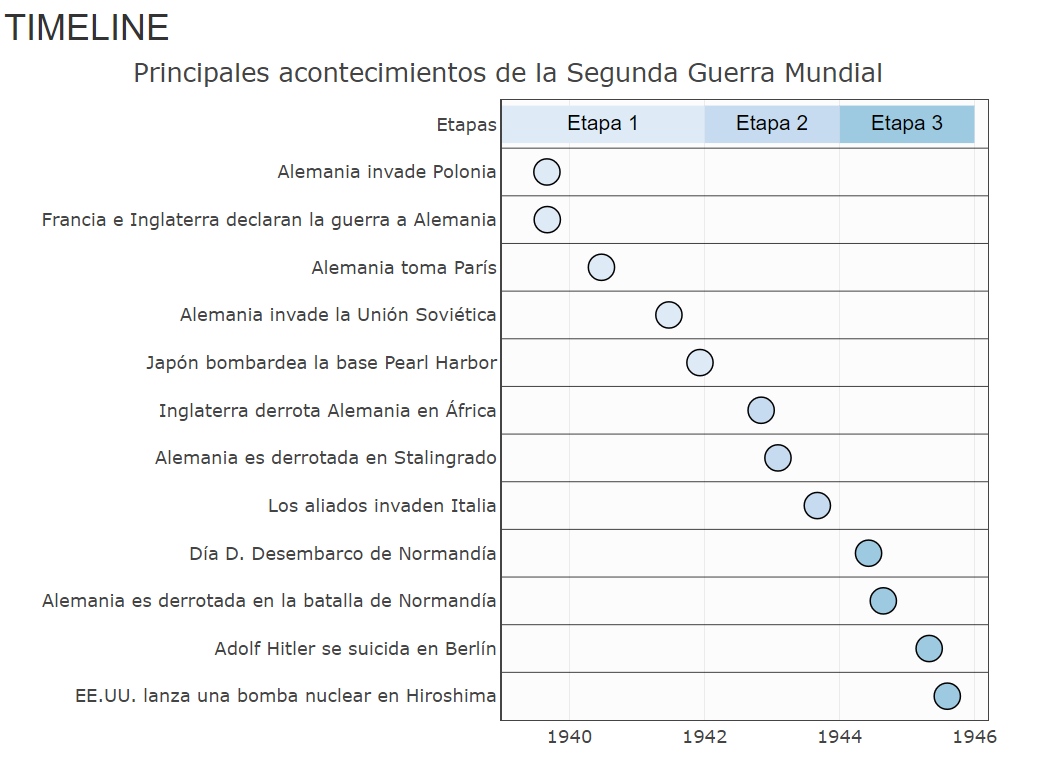 TIMELINE
Principales acontecimientos de la Segunda Guerra Mundial
Etapas
Etapa 1
Etapa 2
Etapa 3
Alemania invade Polonia
Francia e Inglaterra declaran la guerra a Alemania
Alemania toma París
Alemania invade la Unión Soviética
Japón bombardea la base Pearl Harbor
Inglaterra derrota Alemania en África
Alemania es derrotada en Stalingrado
Los aliados invaden Italia
Día D. Desembarco de Normandía
Alemania es derrotada en la batalla de Normandía
Adolf Hitler se suicida en Berlín
EE.UU. lanza una bomba nuclear en Hiroshima
1940
1942
1944
1946